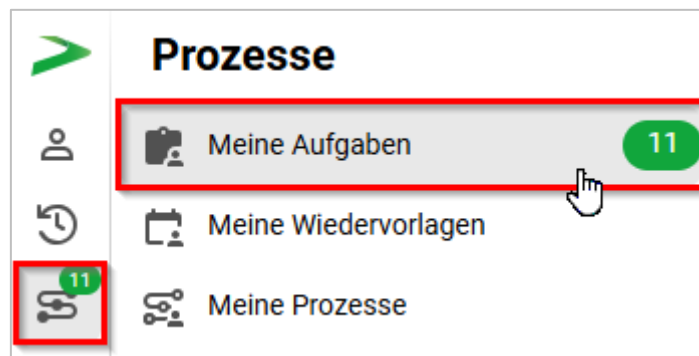 Prozesse
Meine Aufgaben 11
Meine Wiedervorlagen
11
Meine Prozesse